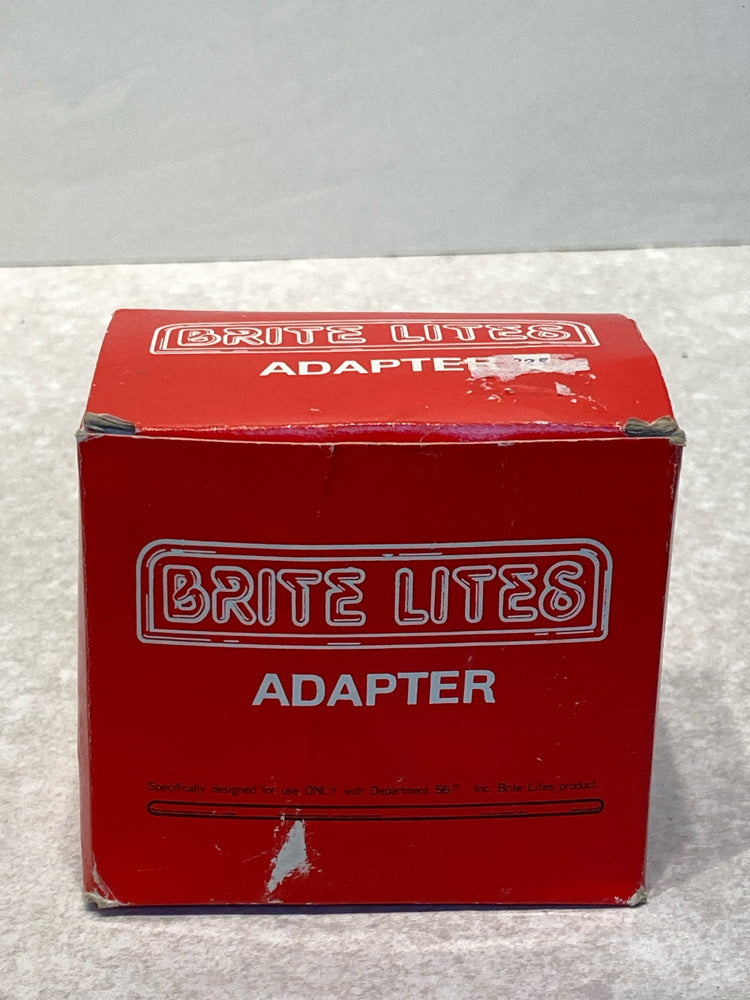 BRITE LITES
ADAPTER
BRITE LITES
ADAPTER
Specifically designed for use ONLY with Department 56® , Inc. Brite Lites product.